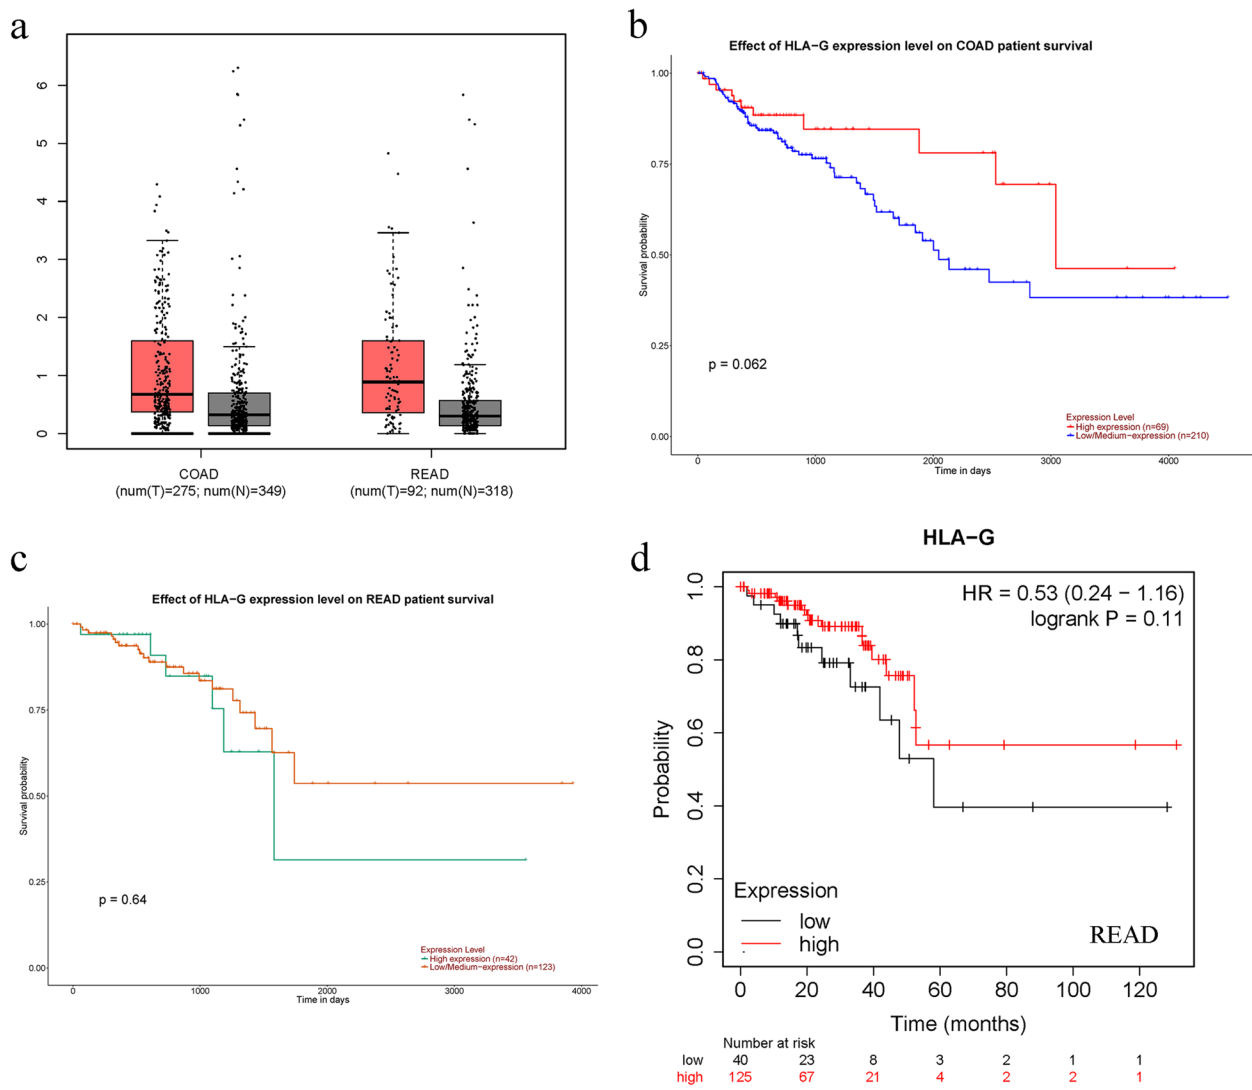 a
6
5
4
3
2
1
0
COAD
(num(T)=275; num(N)=349)
READ
(num(T)=92; num(N)=318)
b
Effect of HLA−G expression level on COAD patient survival
Survival probability
1.00
0.75
0.50
0.25
0.00
p = 0.062
Expression Level
High expression (n=69)
Low/Medium−expression (n=210)
0
1000
2000
3000
4000
Time in days
c
Effect of HLA−G expression level on READ patient survival
Survival probability
1.00
0.75
0.50
0.25
0.00
p = 0.64
Expression Level
High expression (n=42)
Low/Medium−expression (n=123)
0
1000
2000
3000
4000
Time in days
d
HLA−G
HR = 0.53 (0.24 − 1.16)
logrank P = 0.11
Probability
1.0
0.8
0.6
0.4
0.2
0.0
Expression
low
high
READ
0 20 40 60 80 100 120
Time (months)
Number at risk
low 40 23 8 3 2 1 1
high 125 67 21 4 2 2 1